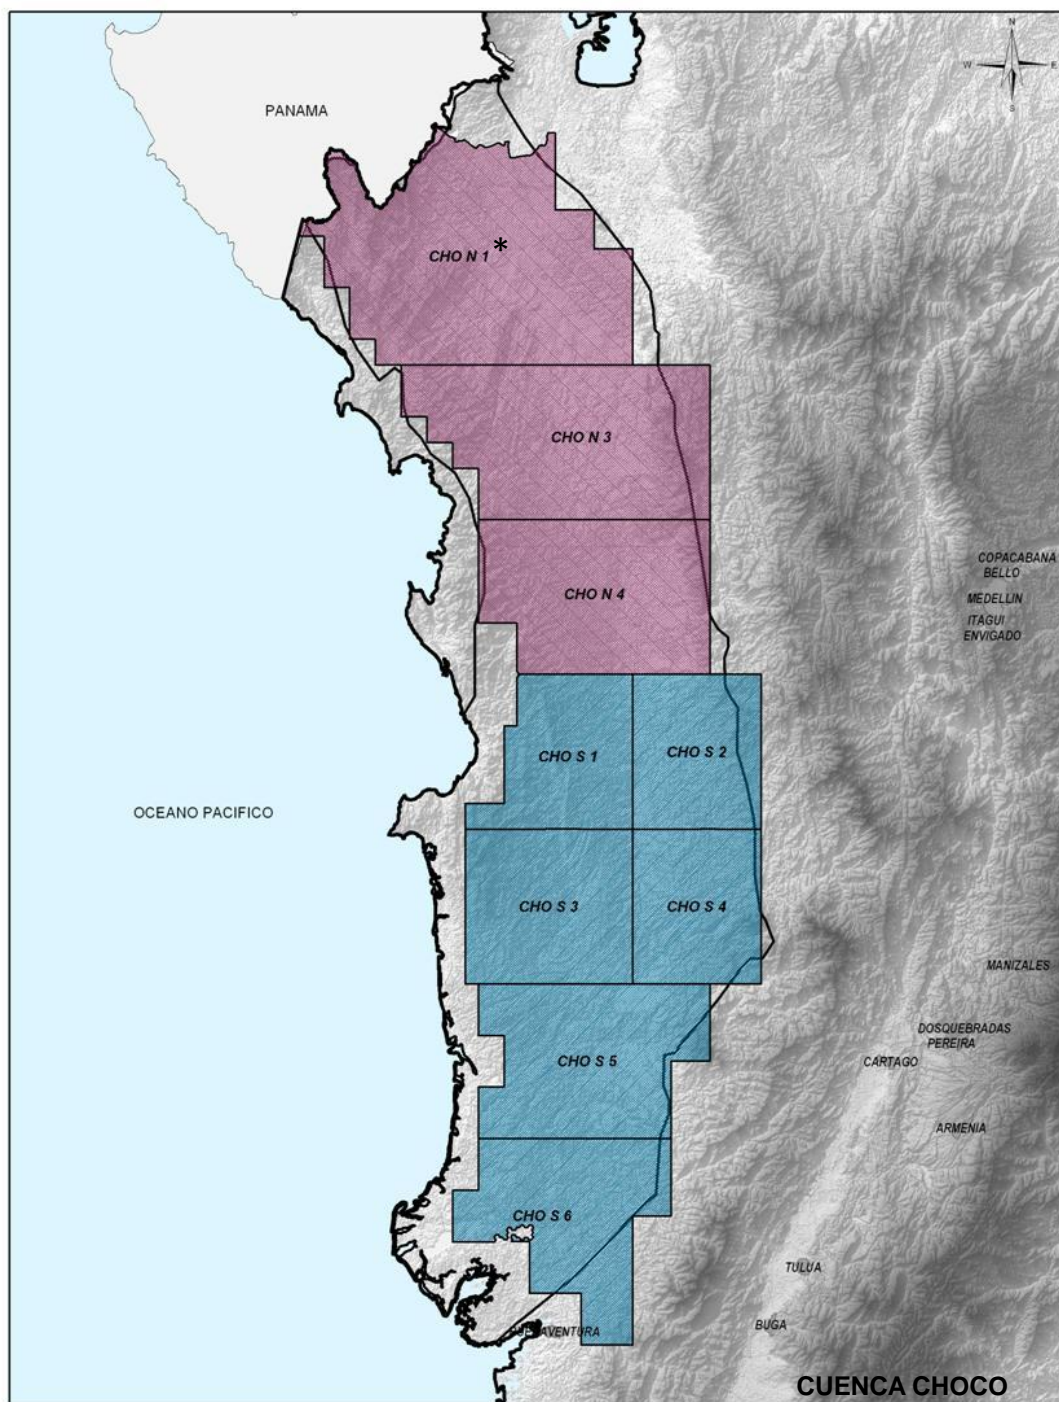 N
W
E
S
PANAMA
*
CHO N 1
CHO N 3
COPACABANA
BELLO
CHO N 4
MEDELLIN
ITAGUI
ENVIGADO
CHO S 1
CHO S 2
OCEANO PACIFICO
CHO S 3
CHO S 4
MANIZALES
DOSQUEBRADAS
PEREIRA
CHO S 5
CARTAGO
ARMENIA
CHO S 6
TULUA
BUGA
BUENAVENTURA
CUENCA CHOCO